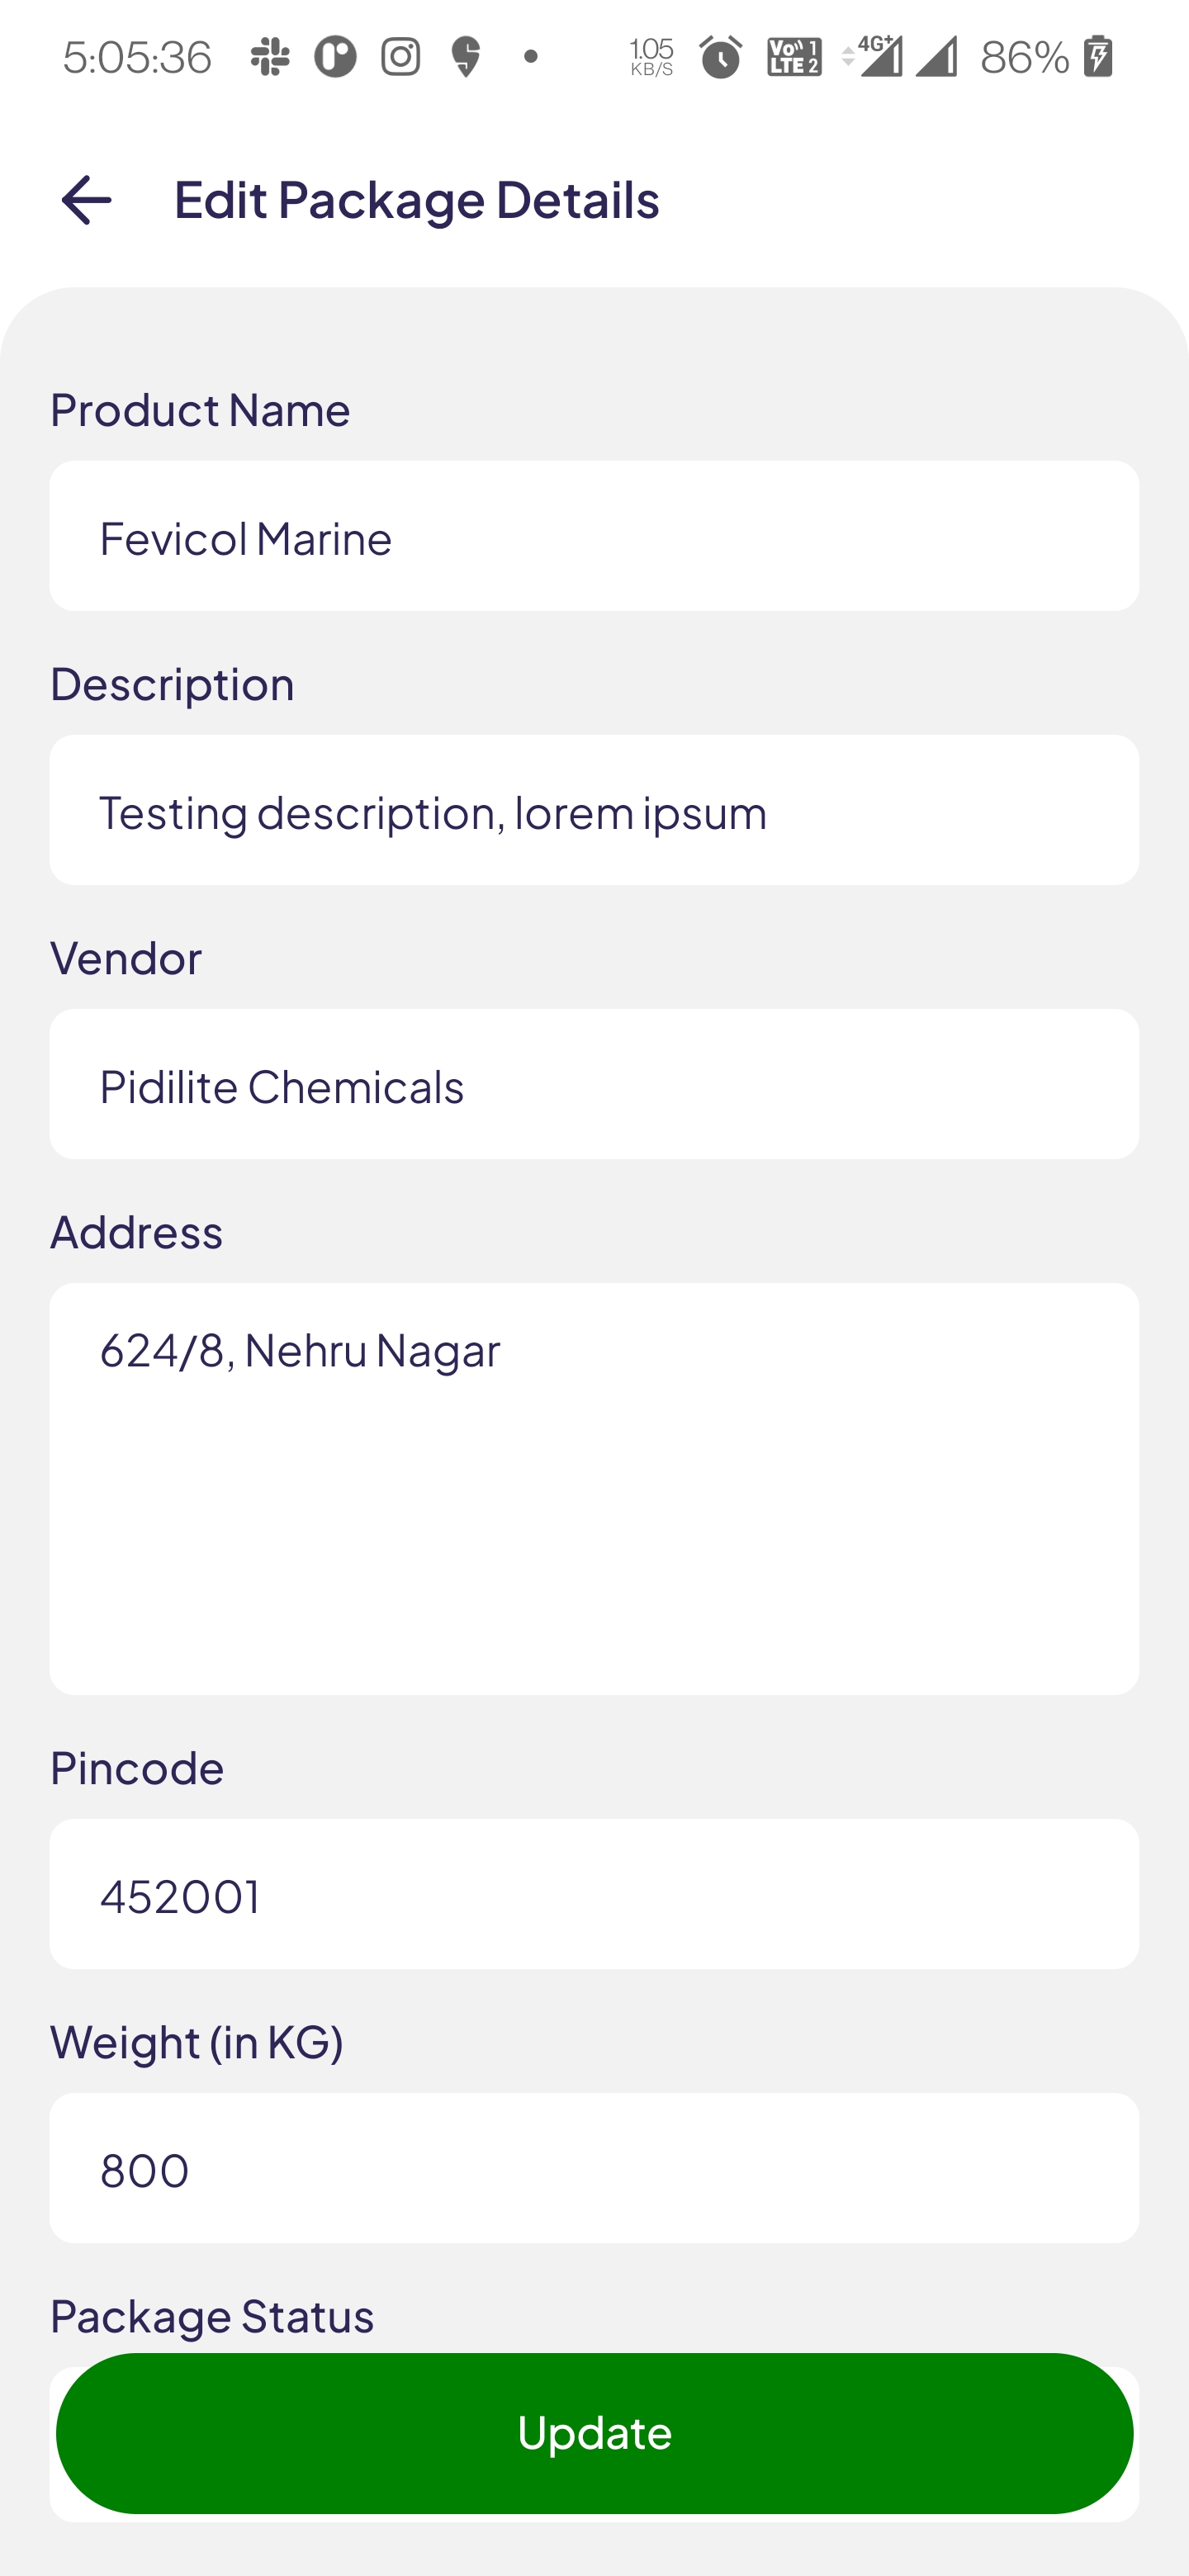 5:05:36 1.05 KB/S Vo)) 1 LTE 2 4G+ 86%
Edit Package Details
Product Name
Fevicol Marine
Description
Testing description, lorem ipsum
Vendor
Pidilite Chemicals
Address
624/8, Nehru Nagar
Pincode
452001
Weight (in KG)
800
Package Status
Update